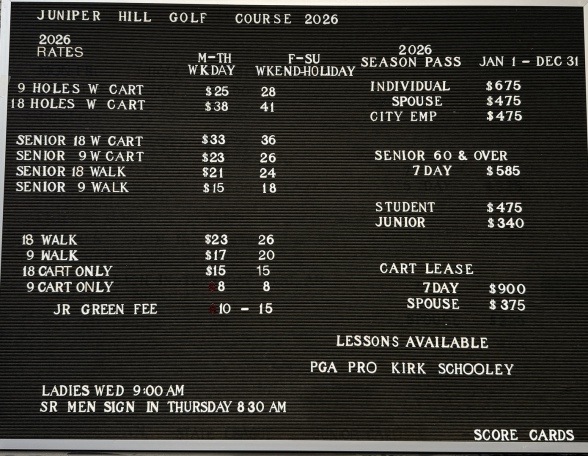 JUNIPER HILL GOLF COURSE 2026
2026
RATES
M-TH F-SU
WKDAY WKEND-HOLIDAY
9 HOLES W CART $25 28
18 HOLES W CART $38 41
SENIOR 18 W CART $33 36
SENIOR 9 W CART $23 26
SENIOR 18 WALK $21 24
SENIOR 9 WALK $15 18
18 WALK $23 26
9 WALK $17 20
18 CART ONLY $15 15
9 CART ONLY $8 8
JR GREEN FEE $10 - 15
LADIES WED 9:00 AM
SR MEN SIGN IN THURSDAY 8 30 AM
2026
SEASON PASS JAN 1 - DEC 31
INDIVIDUAL $675
SPOUSE $475
CITY EMP $475
SENIOR 60 & OVER
7 DAY $585
STUDENT $475
JUNIOR $340
CART LEASE
7 DAY $900
SPOUSE $375
LESSONS AVAILABLE
PGA PRO KIRK SCHOOLEY
SCORE CARDS